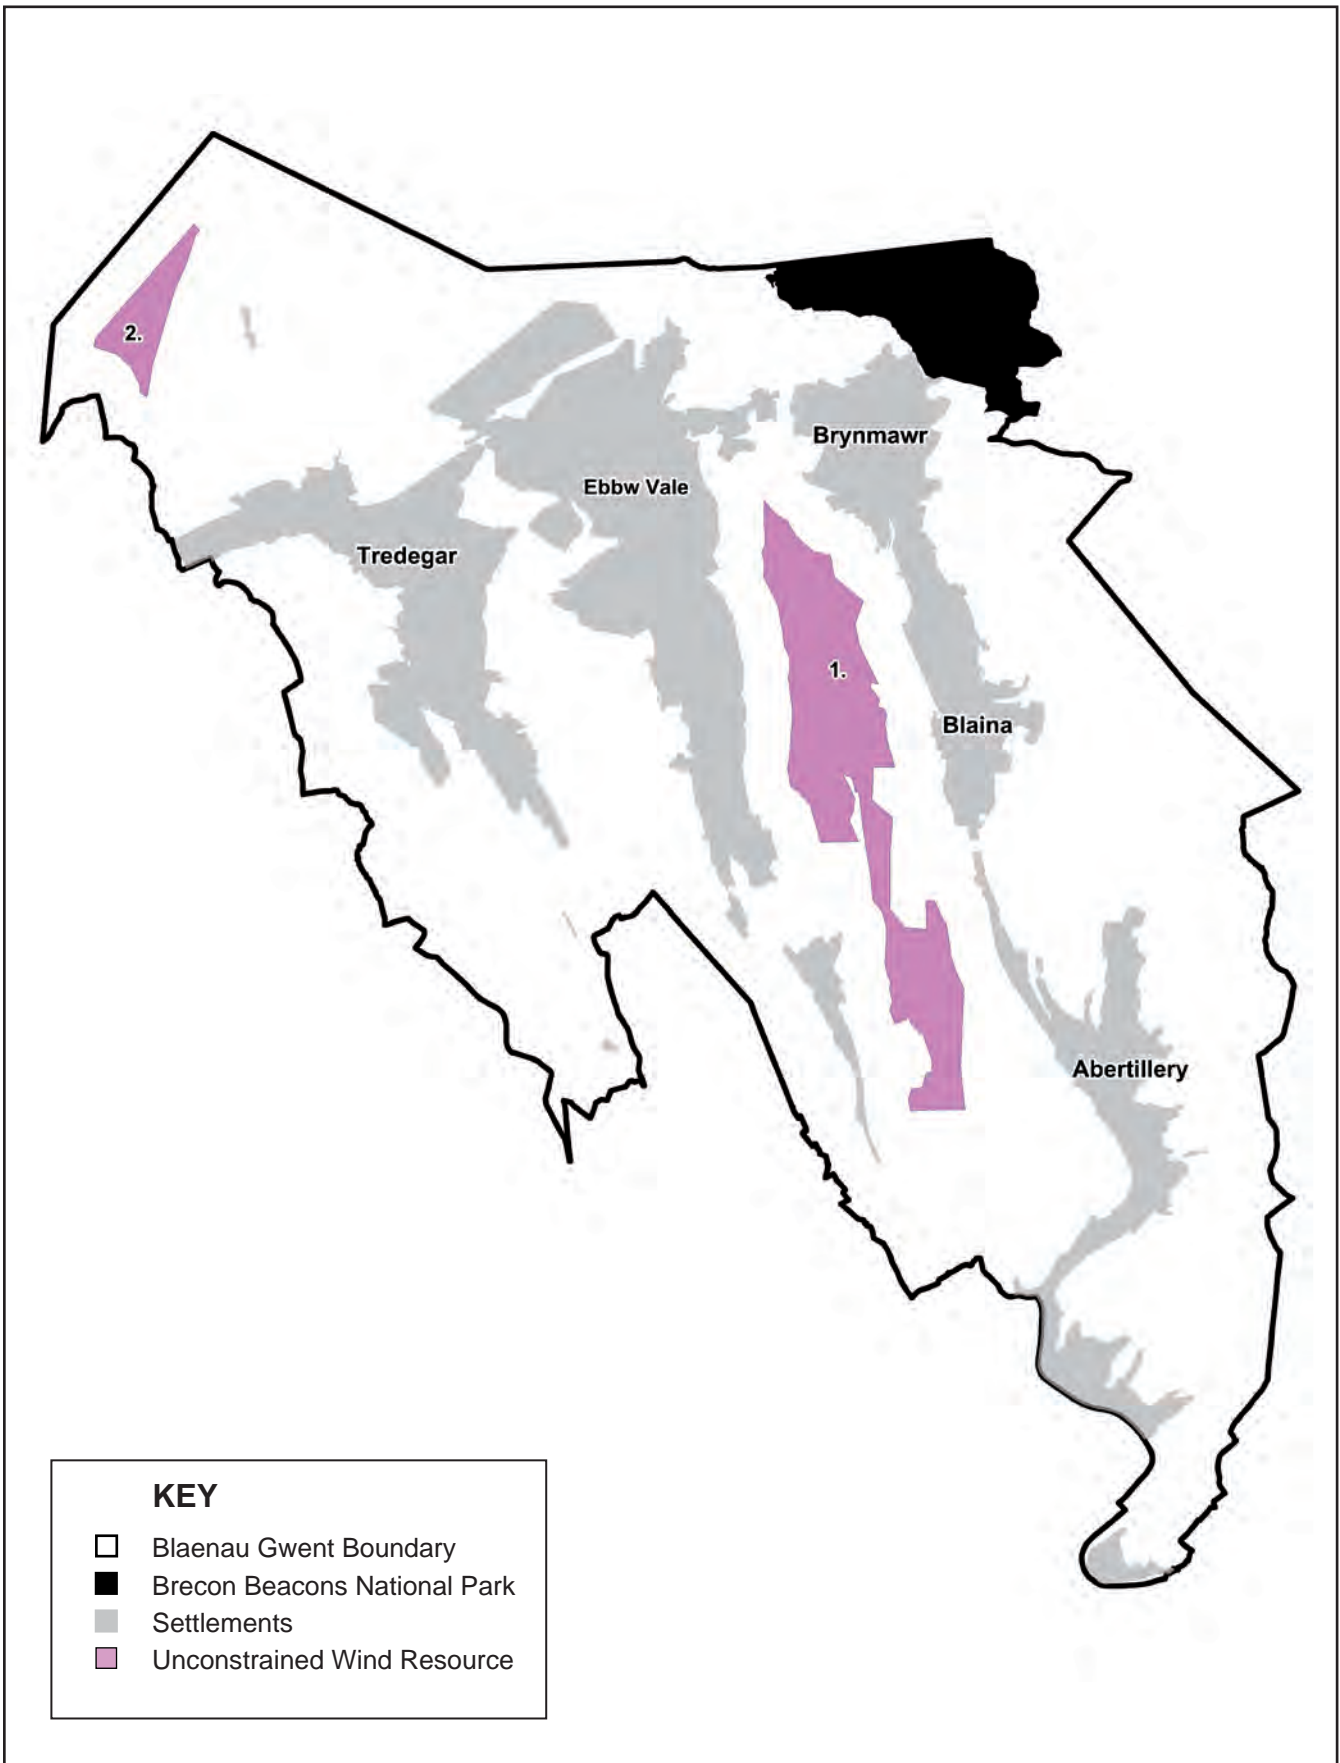 2.
Brynmawr
Ebbw Vale
Tredegar
1.
Blaina
Abertillery
KEY
Blaenau Gwent Boundary
Brecon Beacons National Park
Settlements
Unconstrained Wind Resource